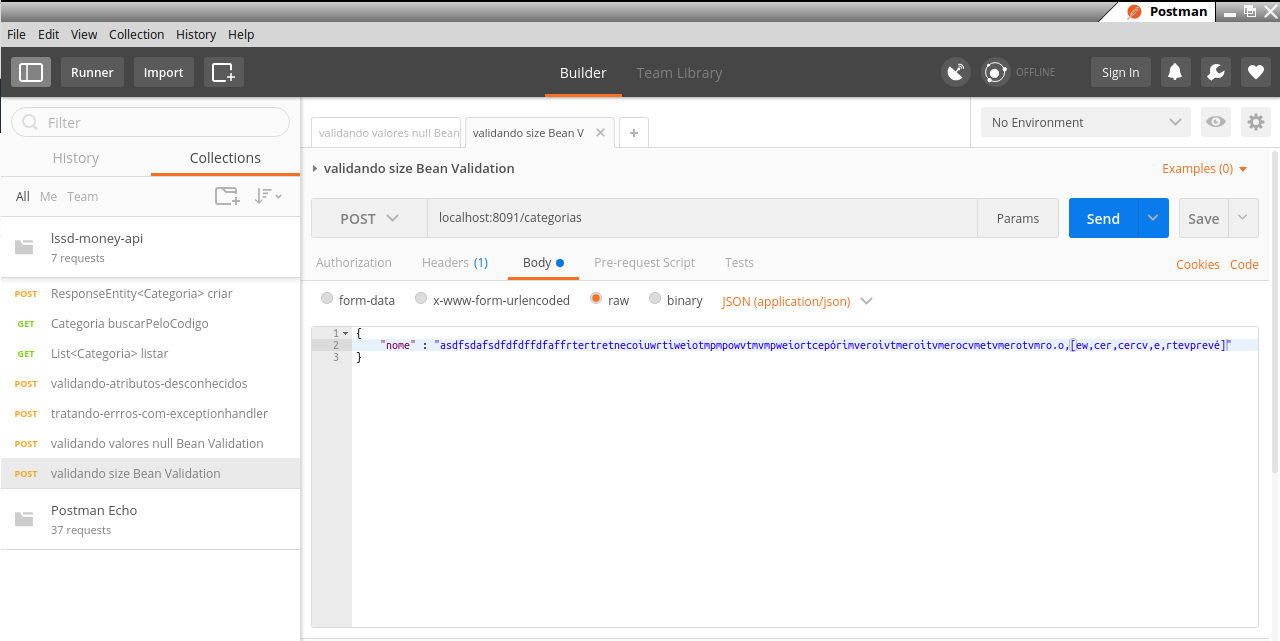 Postman
File Edit View Collection History Help
Runner Import Builder Team Library OFFLINE Sign In
Filter
History Collections
All Me Team
lssd-money-api
7 requests
POST ResponseEntity<Categoria> criar
GET Categoria buscarPeloCodigo
GET List<Categoria> listar
POST validando-atributos-desconhecidos
POST tratando-errros-com-exceptionhandler
POST validando valores null Bean Validation
POST validando size Bean Validation
Postman Echo
37 requests
validando valores null Bean validando size Bean V No Environment
validando size Bean Validation Examples (0)
POST localhost:8091/categorias Params Send Save
Authorization Headers (1) Body Pre-request Script Tests Cookies Code
form-data x-www-form-urlencoded raw binary JSON (application/json)
1 {
2 "nome" : "asdfsdafsdfdfdffdfaffrtertretnecoiuwrtiweiotmpmpowvtmvmpweiortcepórimveroivtmeroitvmerocvmetvmerotvmro.o,[ew,cer,cercv,e,rtevprevé]"
3 }